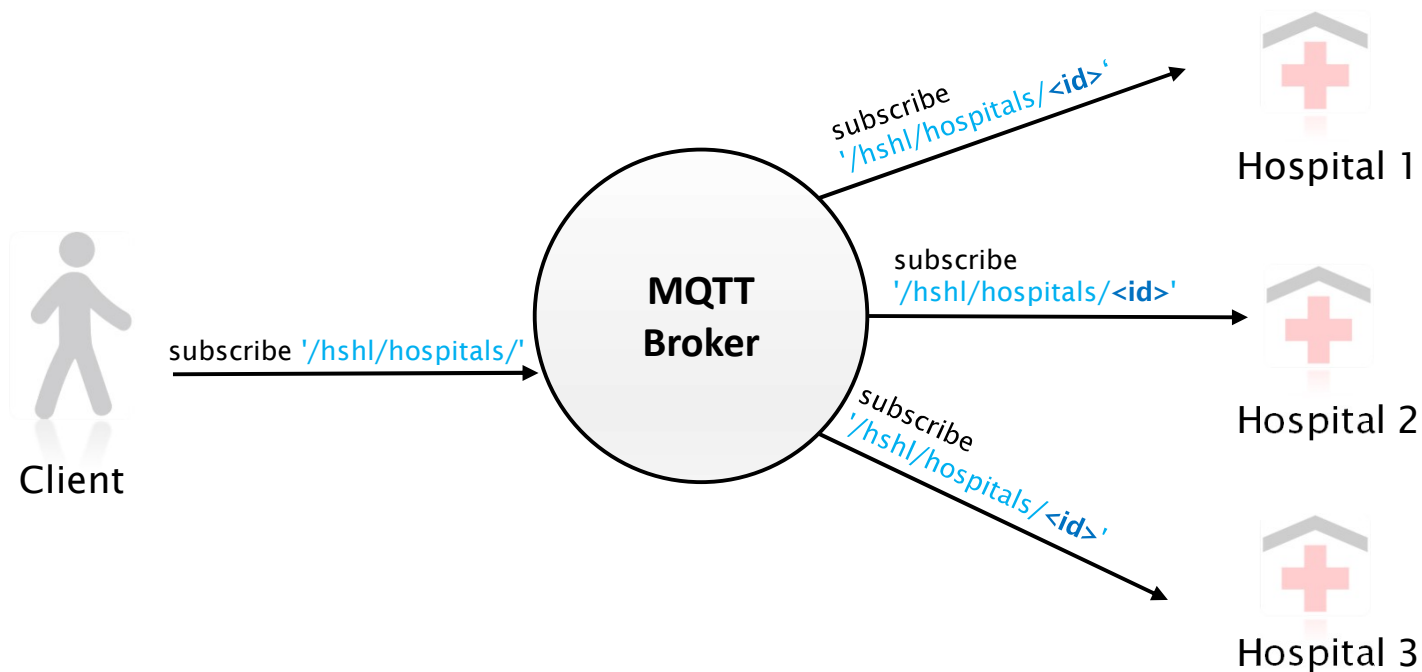 subscribe
'/hshl/hospitals/<id>'
Hospital 1
subscribe
'/hshl/hospitals/<id>'
MQTT
Broker
subscribe '/hshl/hospitals/'
Hospital 2
subscribe
'/hshl/hospitals/<id>'
Client
Hospital 3